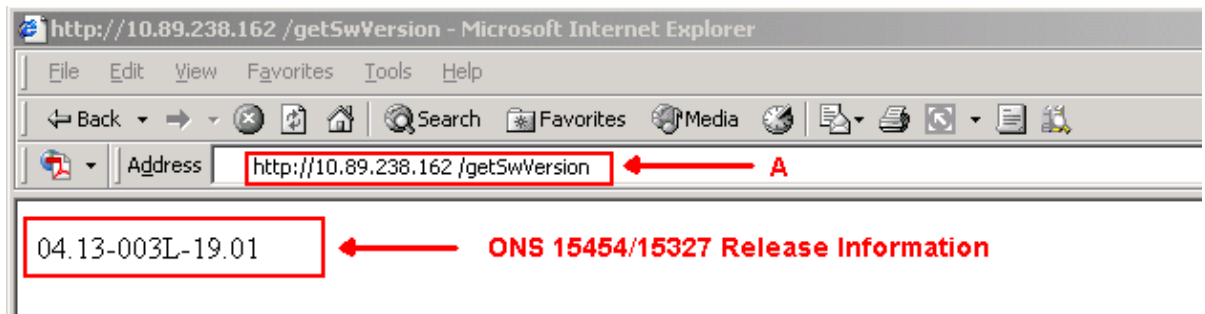 http://10.89.238.162 /getSwVersion - Microsoft Internet Explorer
File Edit View Favorites Tools Help
Back Search Favorites Media
Address http://10.89.238.162 /getSwVersion A
04.13-003L-19.01 ONS 15454/15327 Release Information